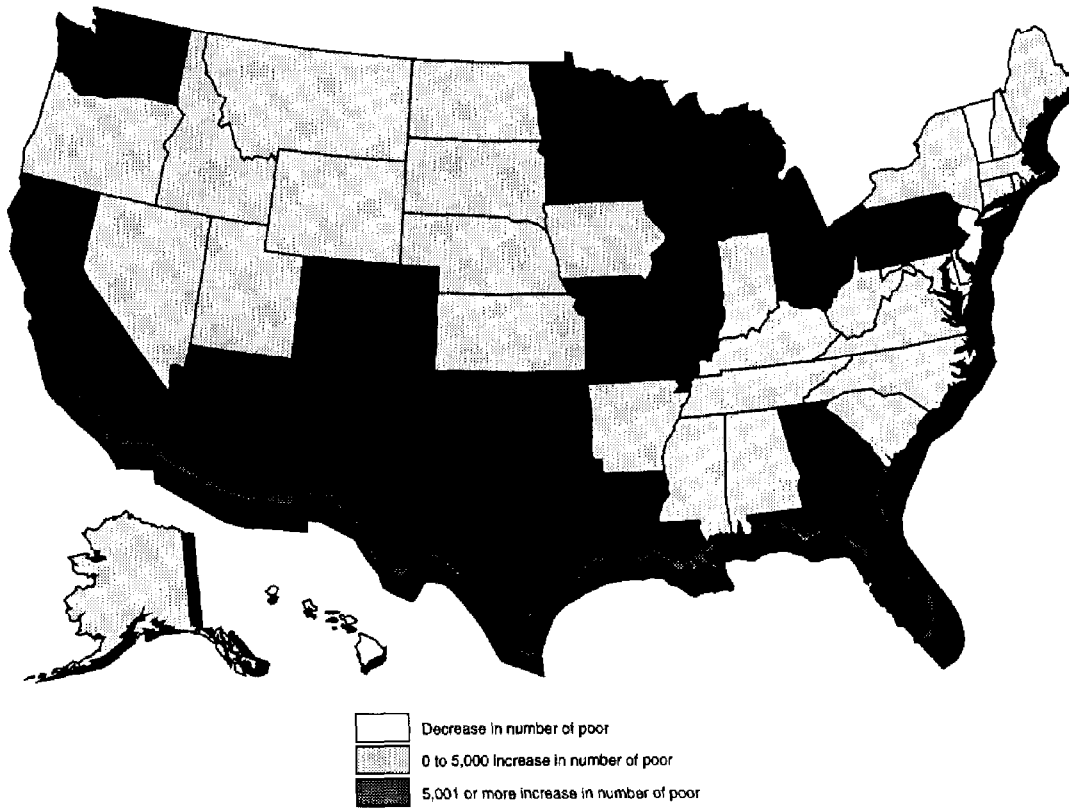 Decrease in number of poor
0 to 5,000 increase in number of poor
5,001 or more increase in number of poor